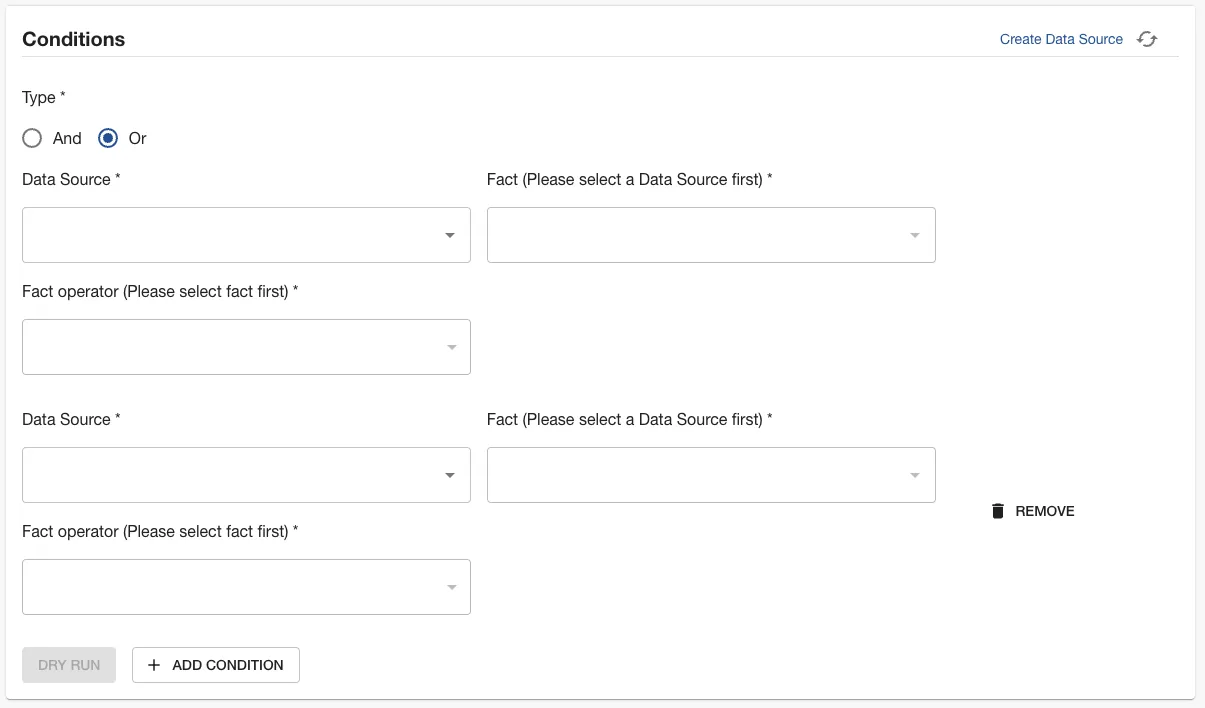 Conditions
Create Data Source
Type *
And Or
Data Source * Fact (Please select a Data Source first) *
Fact operator (Please select fact first) *
Data Source * Fact (Please select a Data Source first) *
REMOVE
Fact operator (Please select fact first) *
DRY RUN + ADD CONDITION